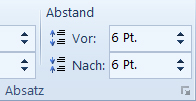 Abstand
Vor: 6 Pt.
Nach: 6 Pt.
Absatz